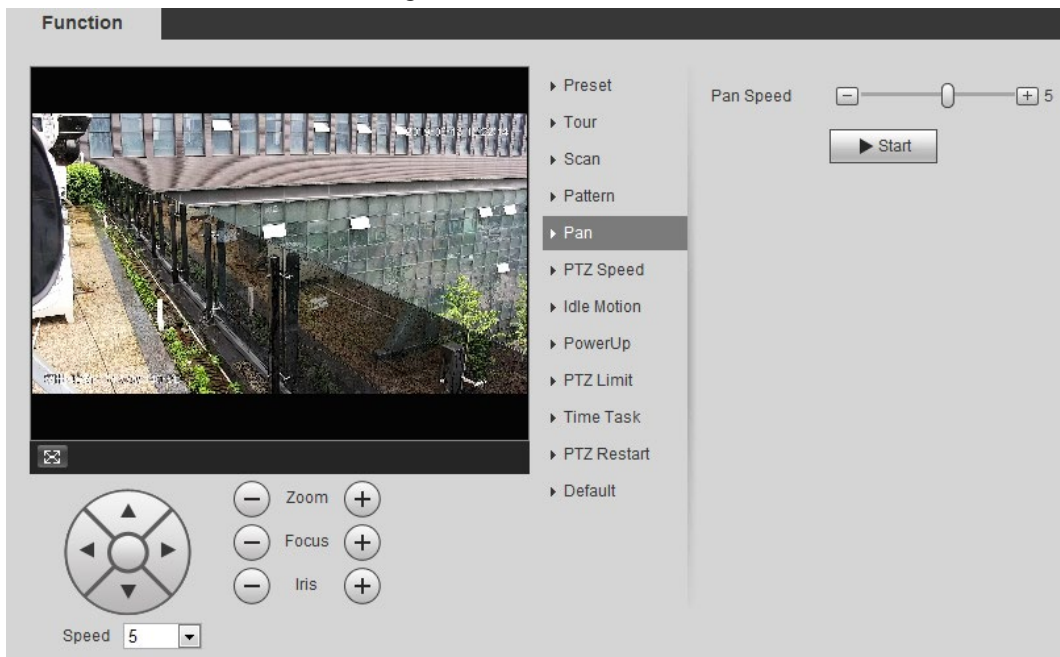 Function
Preset
Tour
Scan
Pattern
Pan
PTZ Speed
Idle Motion
PowerUp
PTZ Limit
Time Task
PTZ Restart
Default
Pan Speed
5
Start
Zoom
Focus
Iris
Speed 5